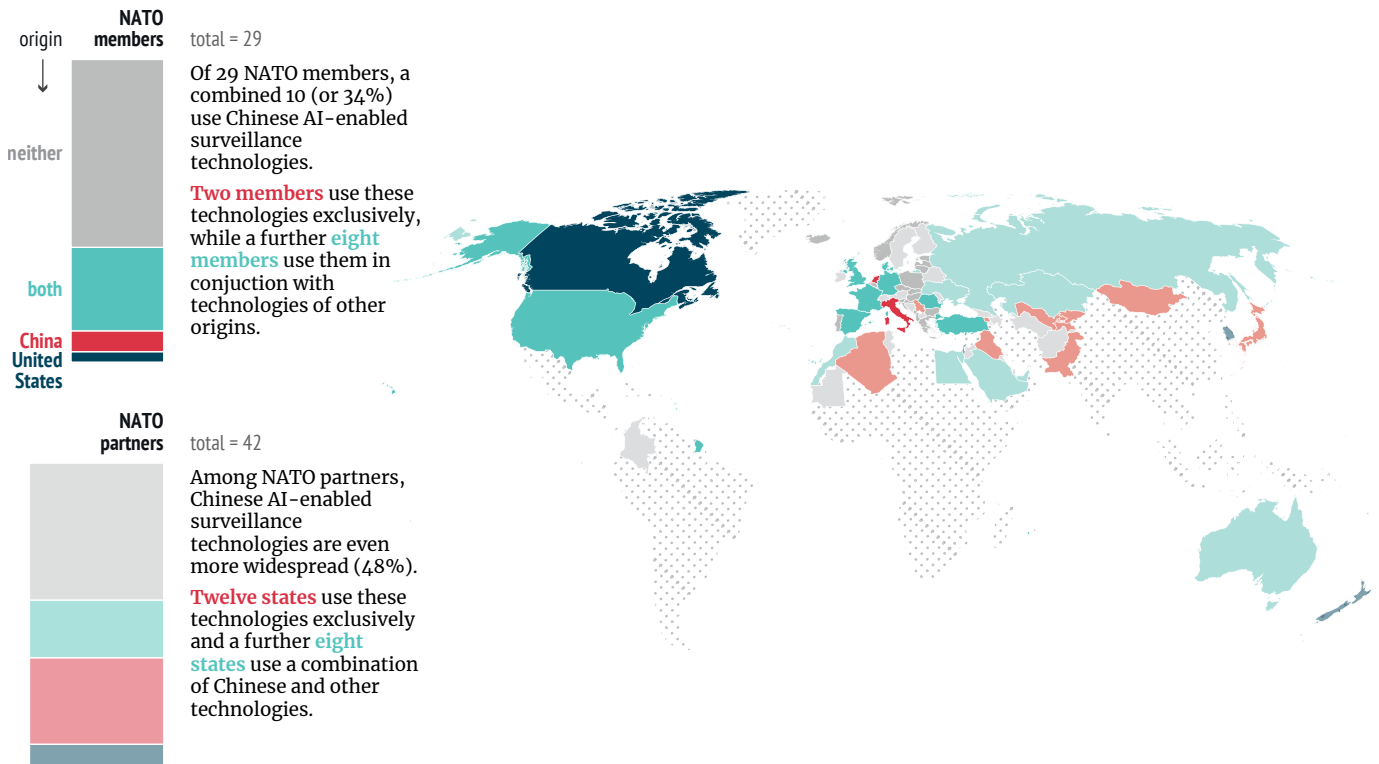 NATO
members
origin
total = 29
Of 29 NATO members, a
combined 10 (or 34%)
use Chinese AI-enabled
surveillance
technologies.
Two members use these
technologies exclusively,
while a further eight
members use them in
conjuction with
technologies of other
origins.
neither
both
China
United
States
NATO
partners
total = 42
Among NATO partners,
Chinese AI-enabled
surveillance
technologies are even
more widespread (48%).
Twelve states use these
technologies exclusively
and a further eight
states use a combination
of Chinese and other
technologies.